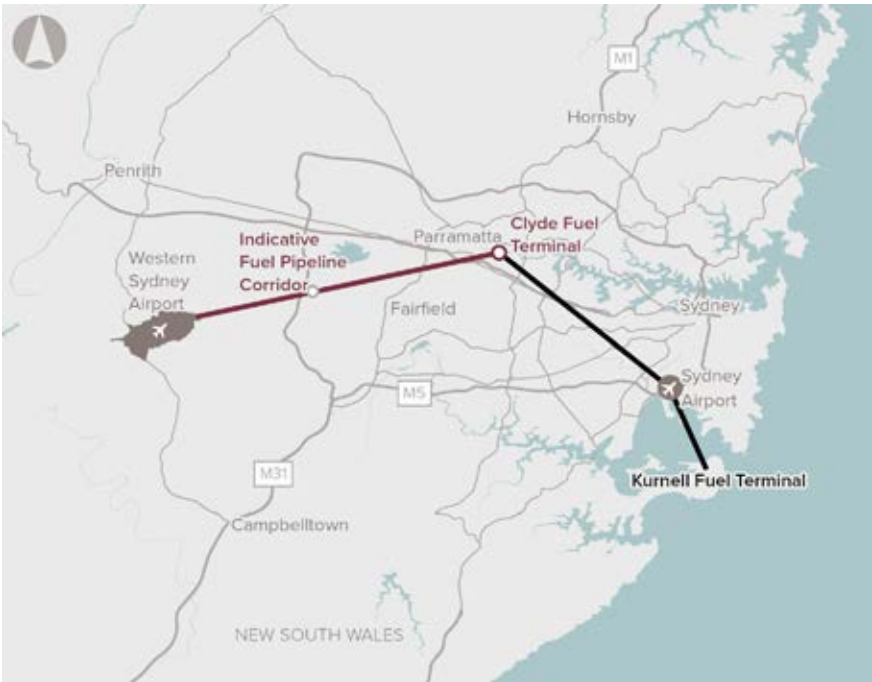 M1
Hornsby
Penrith
Clyde Fuel
Terminal
Parramatta
Indicative
Fuel Pipeline
Corridor
Western
Sydney
Airport
Fairfield
Sydney
Sydney
Airport
M5
M31
Kurnell Fuel Terminal
Campbelltown
NEW SOUTH WALES